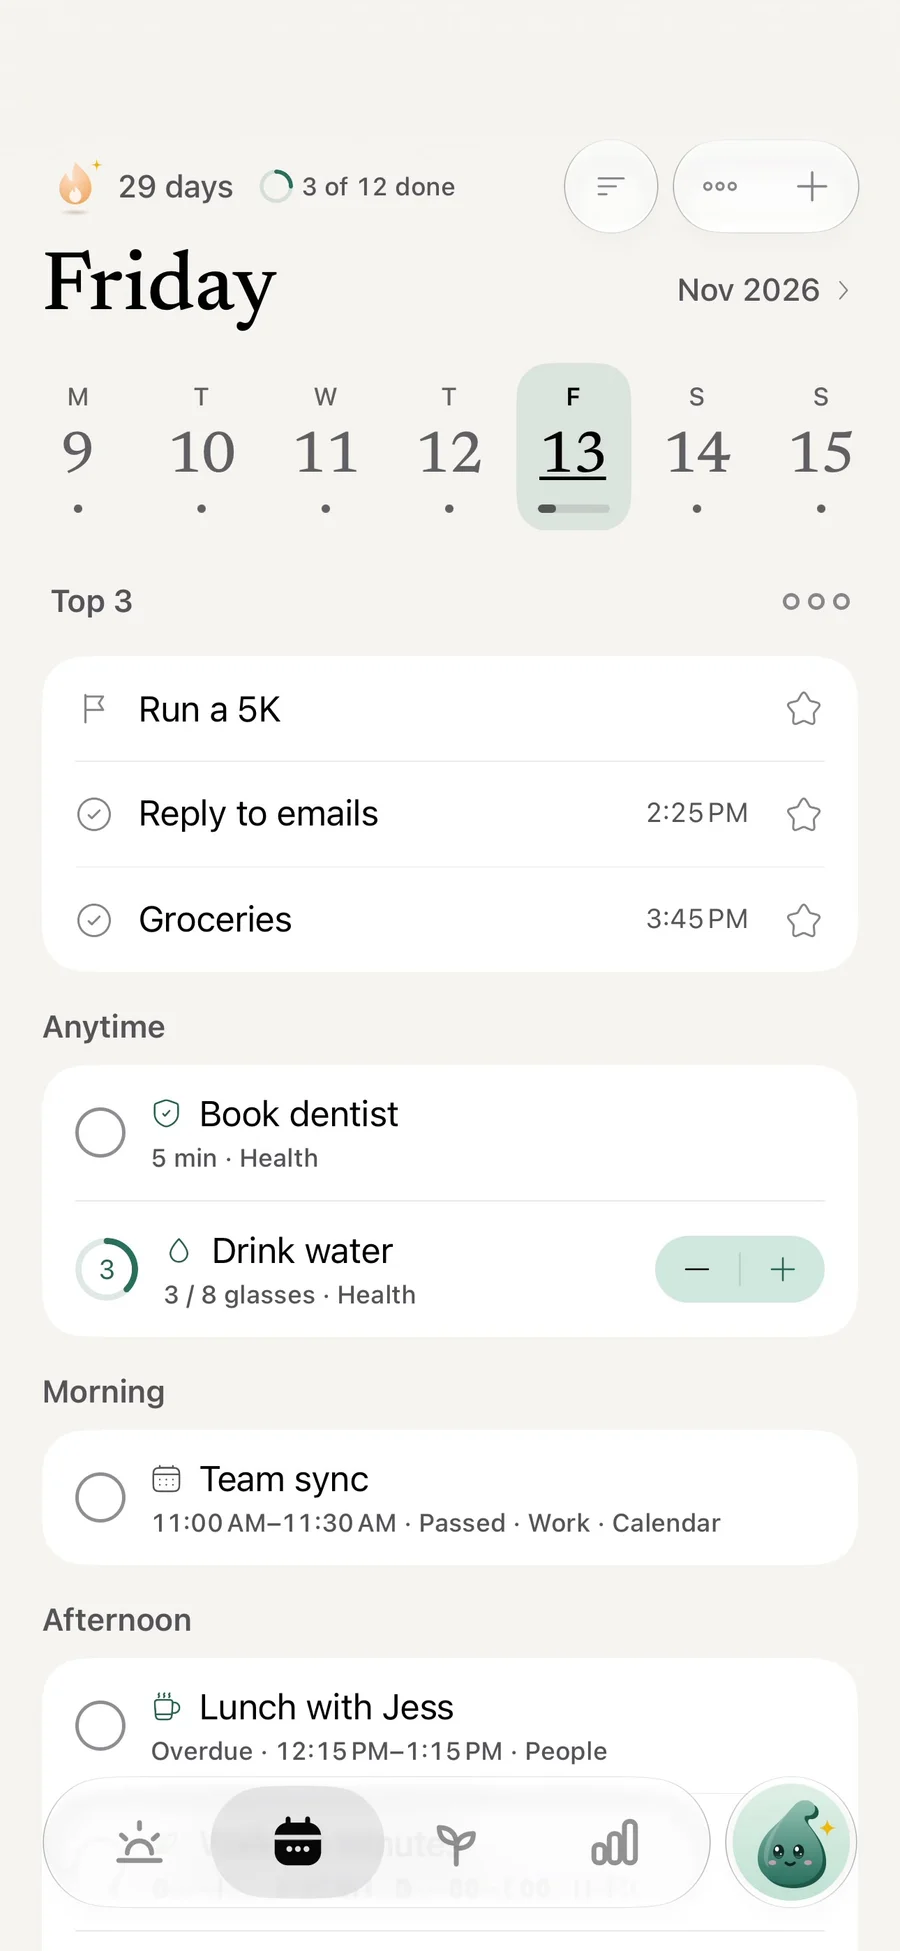 29 days 3 of 12 done
Friday
Nov 2026
M T W T F S S
9 10 11 12 13 14 15
Top 3
Run a 5K
Reply to emails 2:25 PM
Groceries 3:45 PM
Anytime
Book dentist
5 min · Health
3 Drink water
3 / 8 glasses · Health
Morning
Team sync
11:00 AM–11:30 AM · Passed · Work · Calendar
Afternoon
Lunch with Jess
Overdue · 12:15 PM–1:15 PM · People